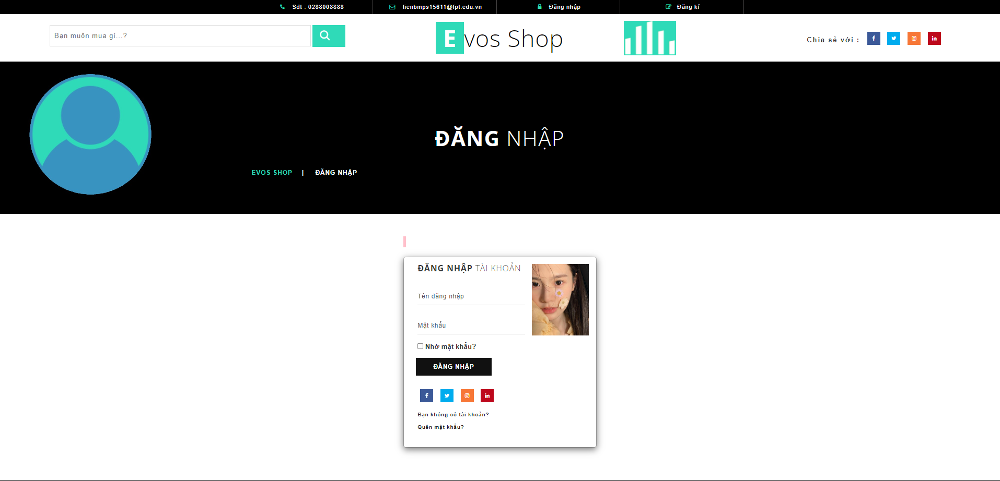 Sđt : 0288008888
tienbmps15611@fpt.edu.vn
Đăng nhập
Đăng kí
Bạn muốn mua gì...?
Evos Shop
Chia sẻ với :
ĐĂNG NHẬP
EVOS SHOP | ĐĂNG NHẬP
ĐĂNG NHẬP TÀI KHOẢN
Tên đăng nhập
Mật khẩu
Nhớ mật khẩu?
ĐĂNG NHẬP
Bạn không có tài khoản?
Quên mật khẩu?